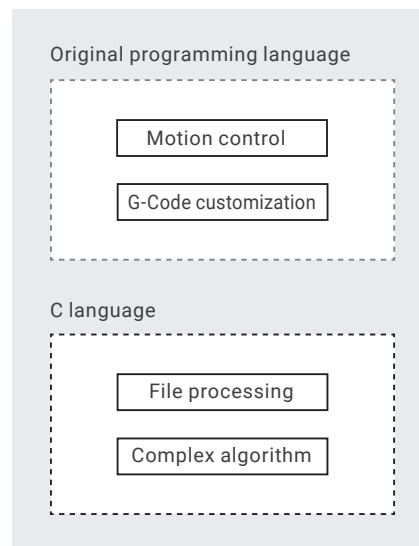 Original programming language
Motion control
G-Code customization
C language
File processing
Complex algorithm